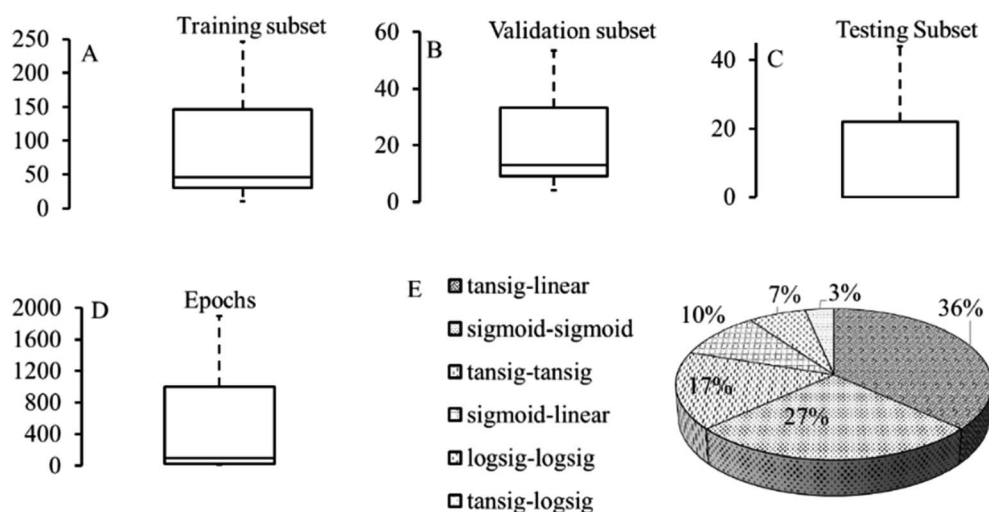 A Training subset
250
200
150
100
50
0
B Validation subset
60
40
20
0
C Testing Subset
40
20
0
D Epochs
2000
1600
1200
800
400
0
E
tansig-linear
sigmoid-sigmoid
tansig-tansig
sigmoid-linear
logsig-logsig
tansig-logsig
36%
27%
17%
10%
7%
3%